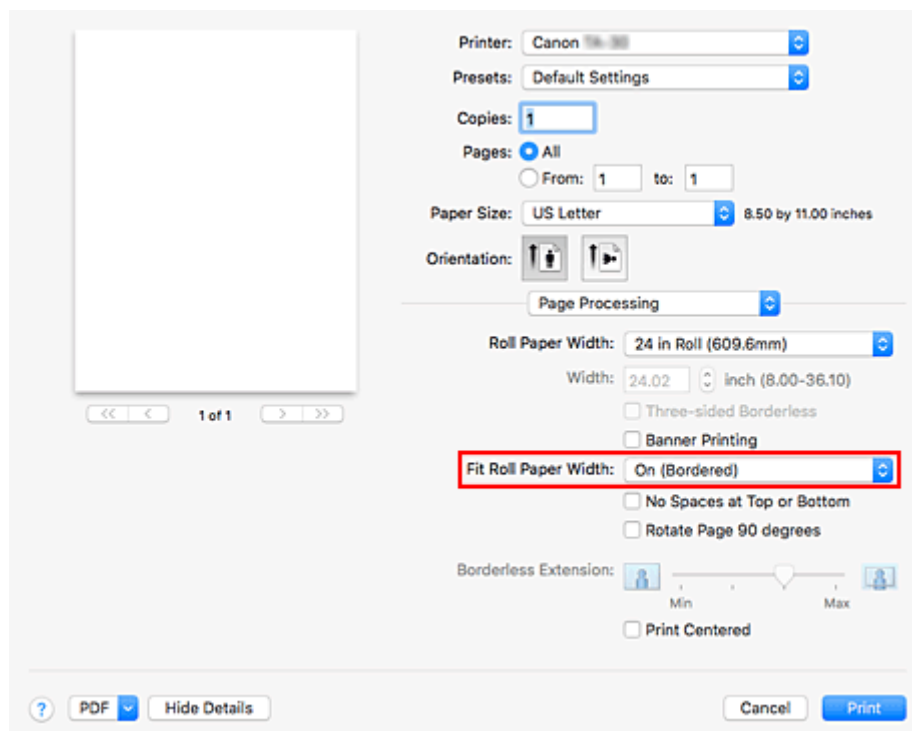 Printer: Canon
Presets: Default Settings
Copies: 1
Pages: All
From: 1 to: 1
Paper Size: US Letter 8.50 by 11.00 inches
Orientation:
Page Processing
Roll Paper Width: 24 in Roll (609.6mm)
Width: 24.02 inch (8.00-36.10)
Three-sided Borderless
Banner Printing
Fit Roll Paper Width: On (Bordered)
No Spaces at Top or Bottom
Rotate Page 90 degrees
Borderless Extension:
Min Max
Print Centered
<< < 1 of 1 > >>
? PDF Hide Details Cancel Print